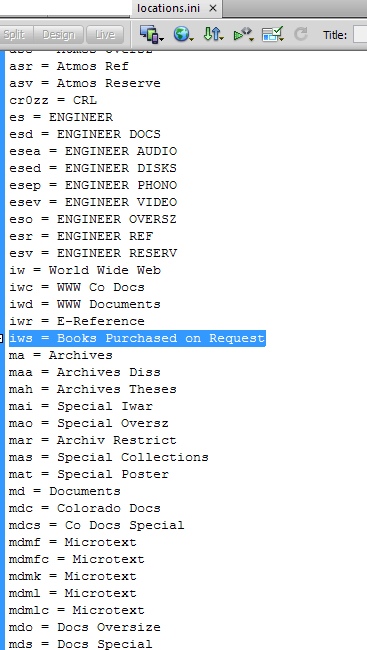 locations.ini ×
Split Design Live Title:
asr = Atmos Ref
asv = Atmos Reserve
cr0zz = CRL
es = ENGINEER
esd = ENGINEER DOCS
esea = ENGINEER AUDIO
esed = ENGINEER DISKS
esep = ENGINEER PHONO
esev = ENGINEER VIDEO
eso = ENGINEER OVERSZ
esr = ENGINEER REF
esv = ENGINEER RESERV
iw = World Wide Web
iwc = WWW Co Docs
iwd = WWW Documents
iwr = E-Reference
iws = Books Purchased on Request
ma = Archives
maa = Archives Diss
mah = Archives Theses
mai = Special Iwar
mao = Special Oversz
mar = Archiv Restrict
mas = Special Collections
mat = Special Poster
md = Documents
mdc = Colorado Docs
mdcs = Co Docs Special
mdmf = Microtext
mdmfc = Microtext
mdmk = Microtext
mdml = Microtext
mdmlc = Microtext
mdo = Docs Oversize
mds = Docs Special